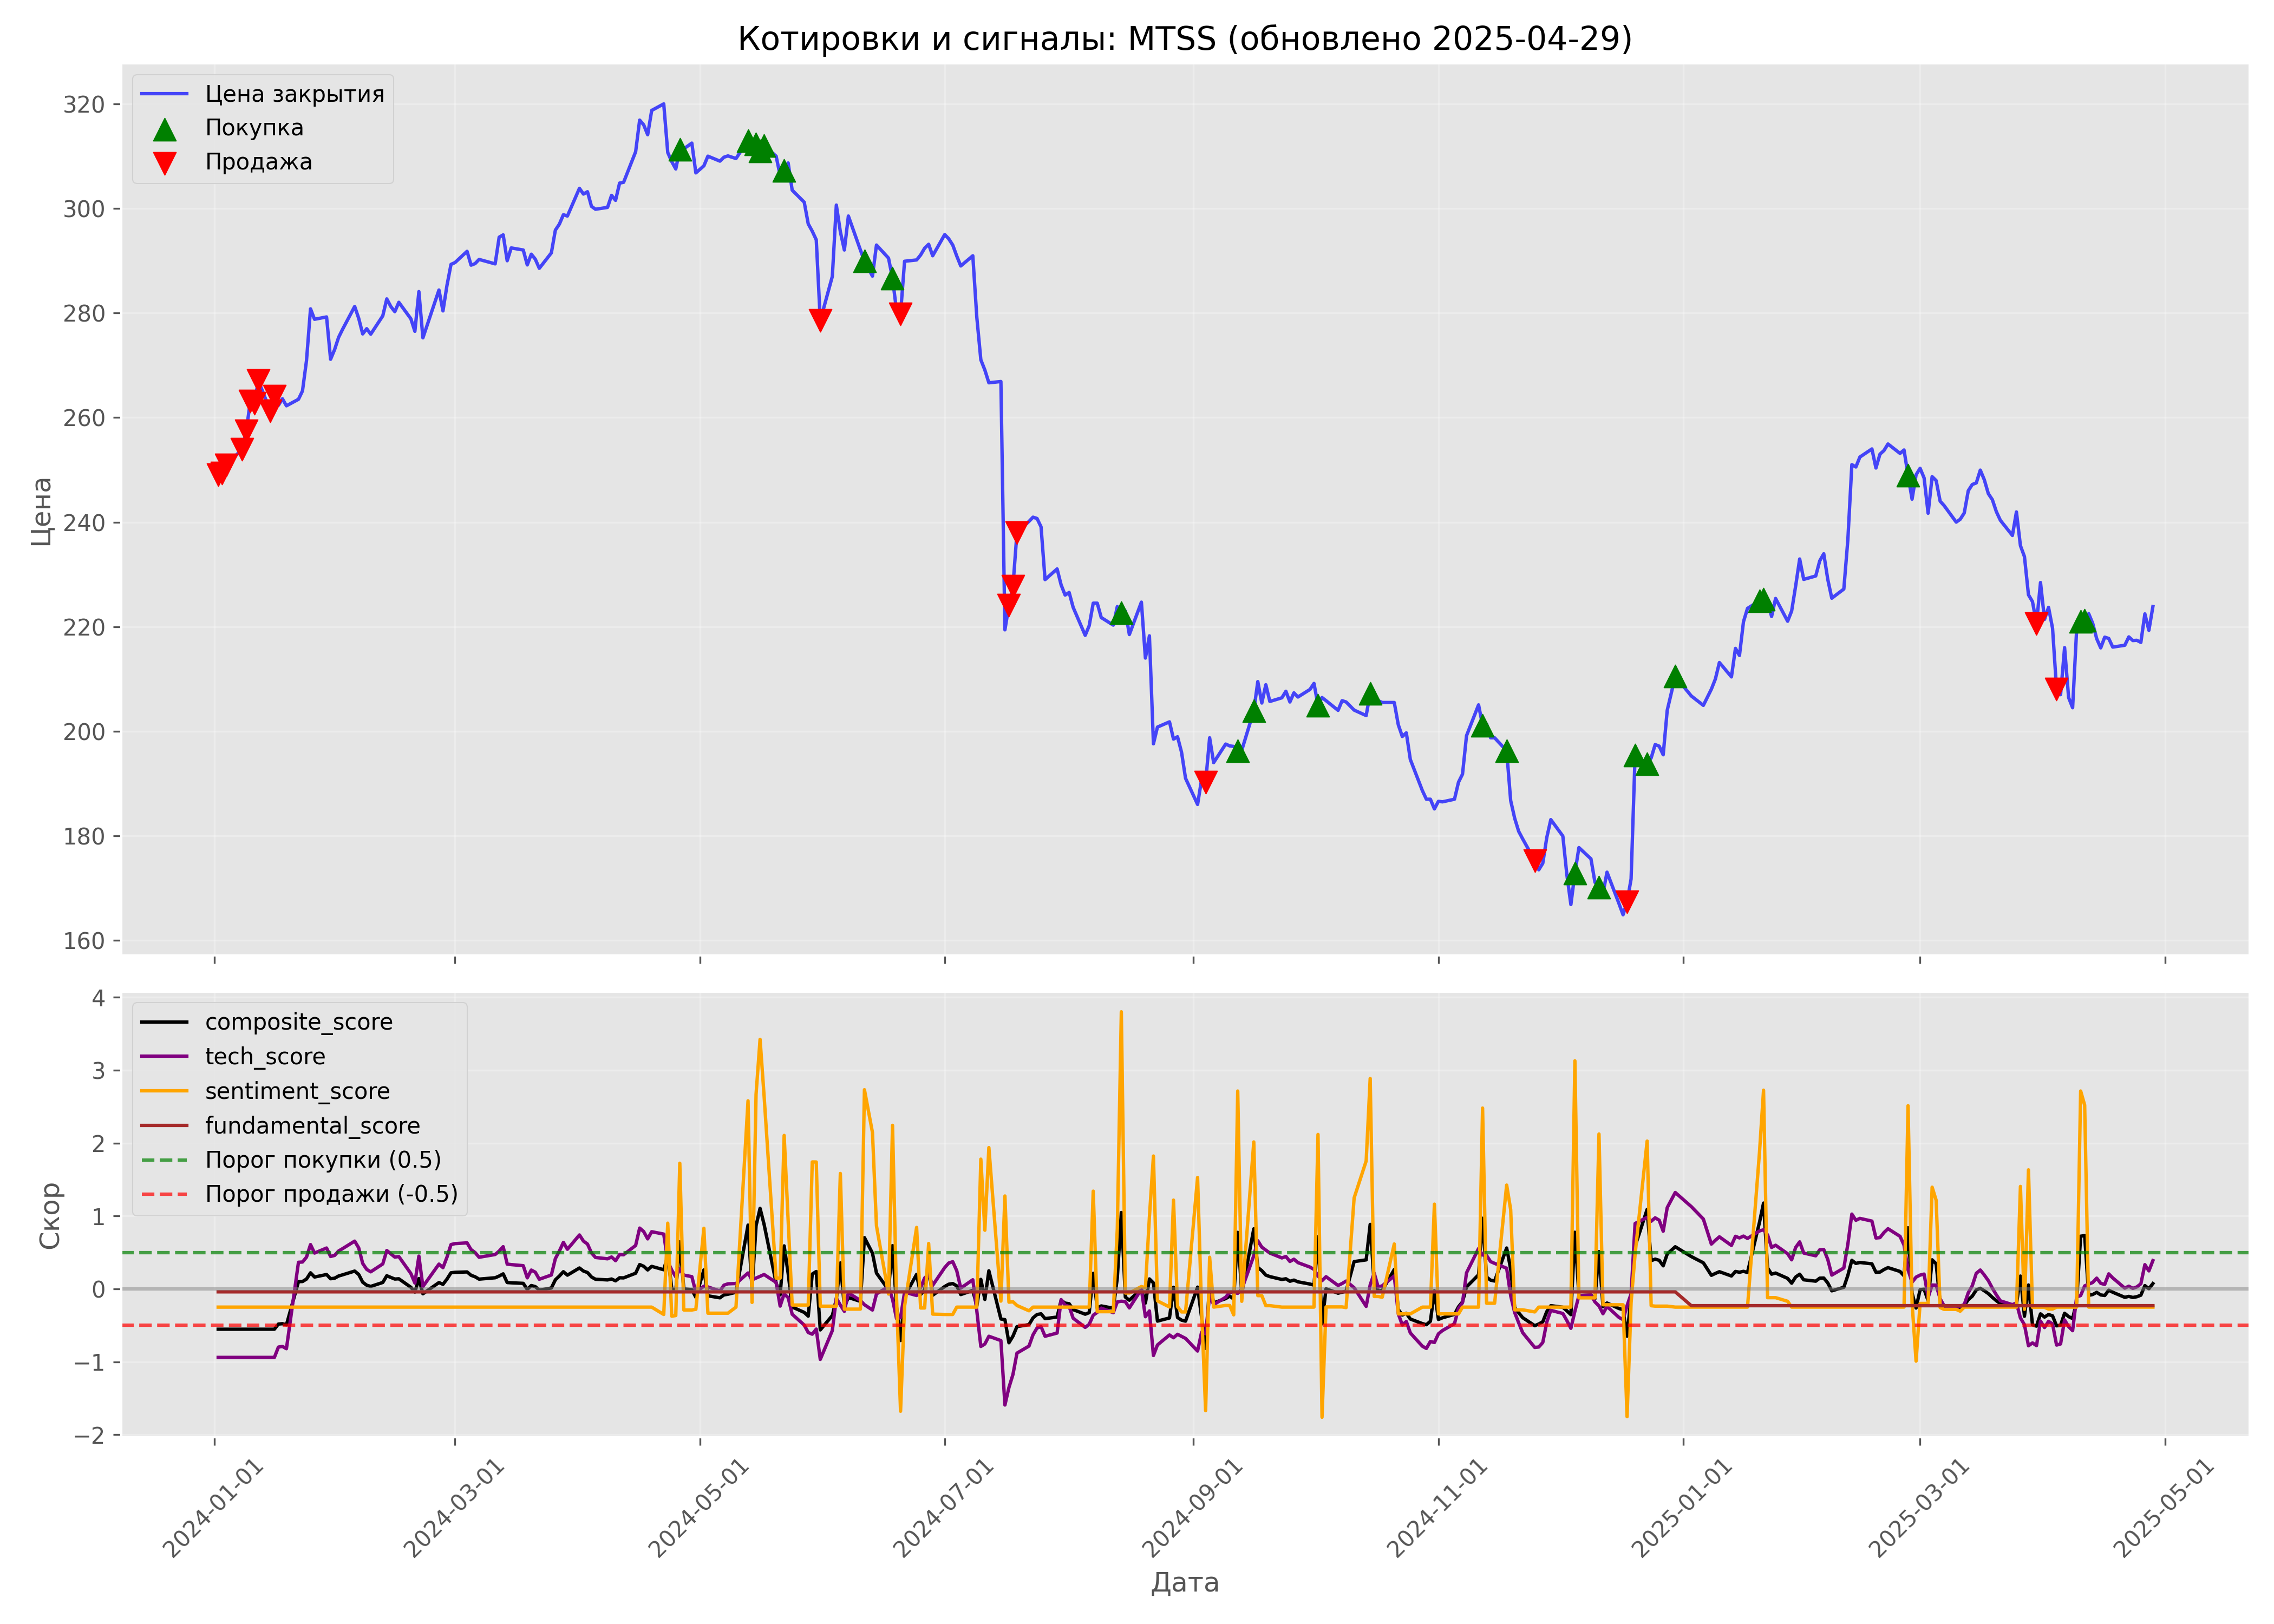 Котировки и сигналы: MTSS (обновлено 2025-04-29)
Цена закрытия
Покупка
Продажа
320
300
280
260
240
220
200
180
160
Цена
composite_score
tech_score
sentiment_score
fundamental_score
Порог покупки (0.5)
Порог продажи (-0.5)
4
3
2
1
0
−1
−2
Скор
2024-01-01
2024-03-01
2024-05-01
2024-07-01
2024-09-01
2024-11-01
2025-01-01
2025-03-01
2025-05-01
Дата